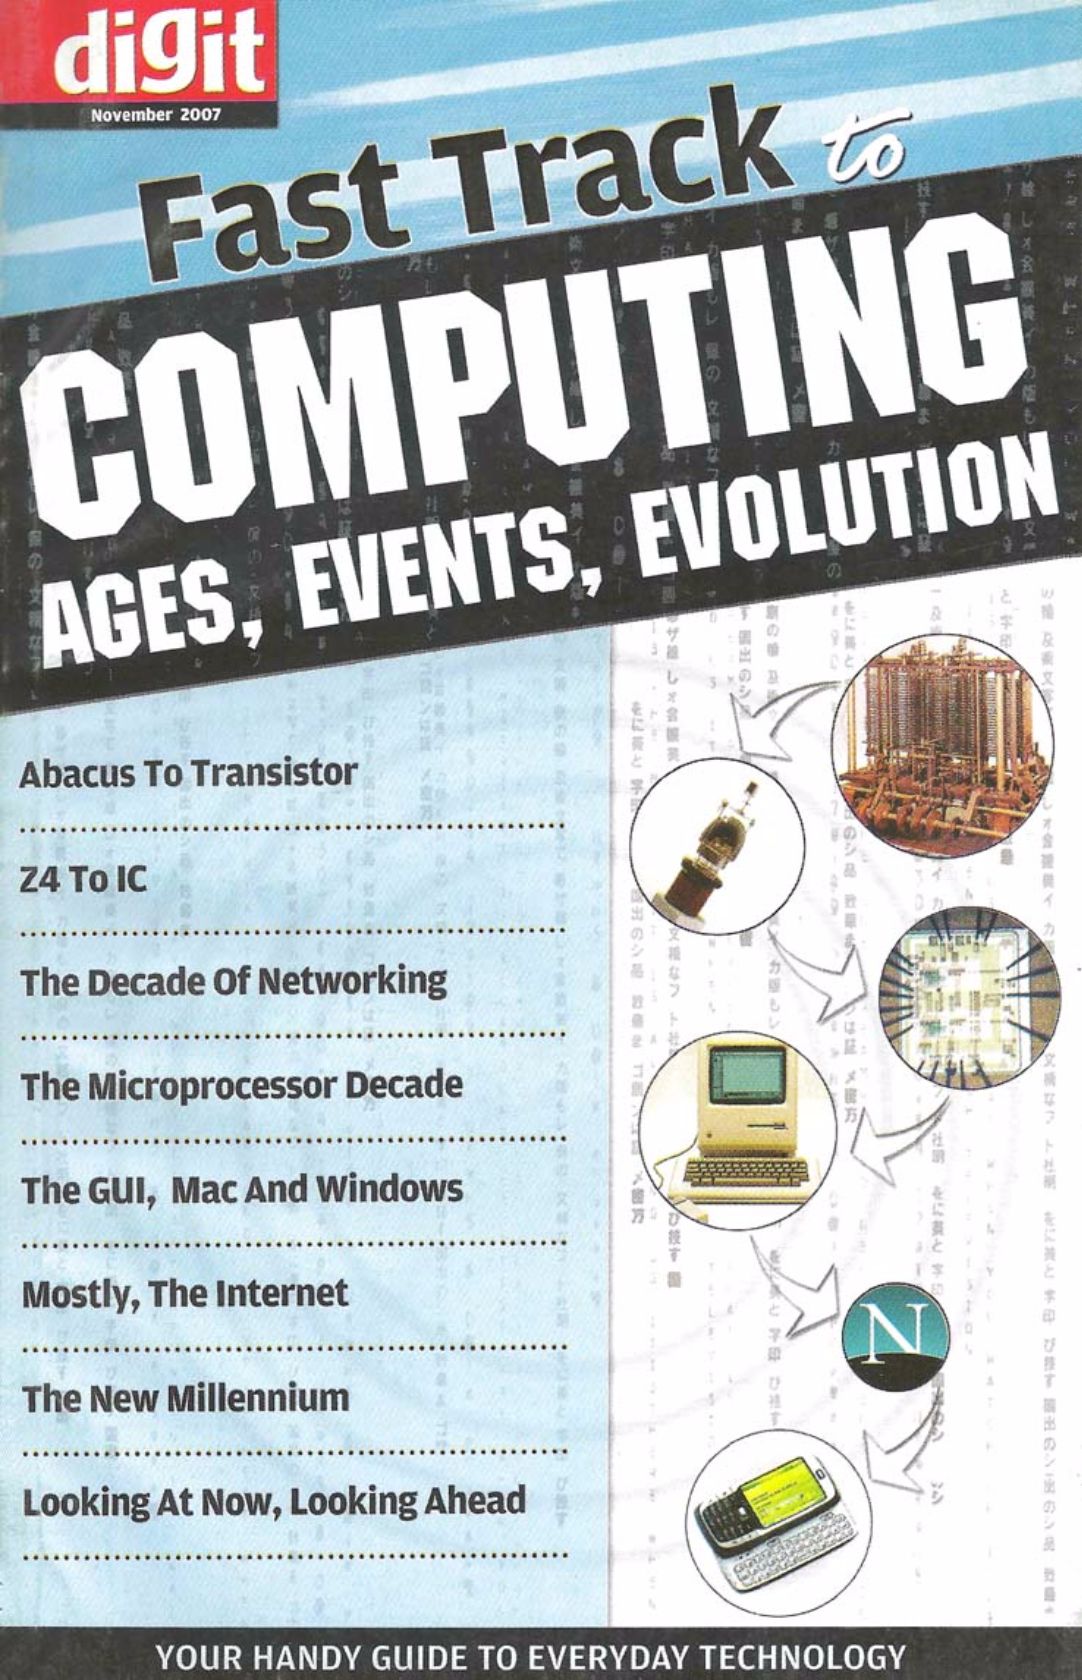 digit
November 2007
Fast Track to
COMPUTING
AGES, EVENTS, EVOLUTION
Abacus To Transistor
Z4 To IC
The Decade Of Networking
The Microprocessor Decade
The GUI, Mac And Windows
Mostly, The Internet
The New Millennium
Looking At Now, Looking Ahead
N
YOUR HANDY GUIDE TO EVERYDAY TECHNOLOGY